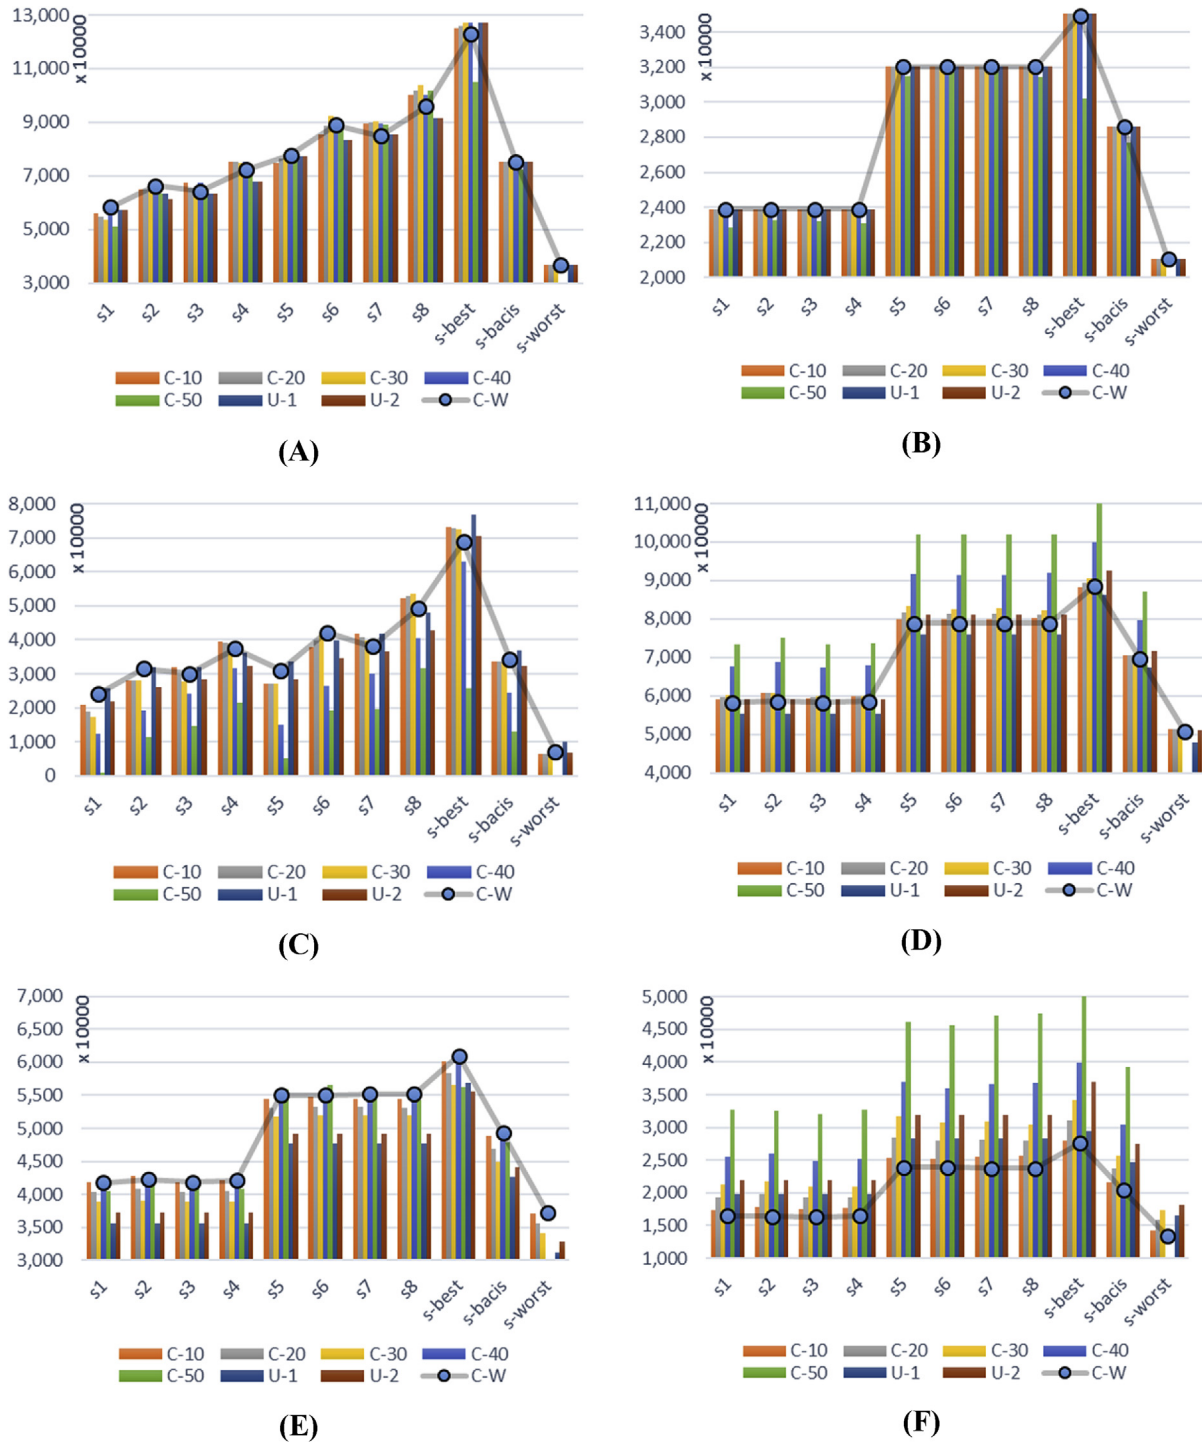 13,000
11,000
9,000
7,000
5,000
3,000
x 10000
s1 s2 s3 s4 s5 s6 s7 s8 s-best s-bacis s-worst
C-10 C-20 C-30 C-40
C-50 U-1 U-2 C-W
(A)
3,400
3,200
3,000
2,800
2,600
2,400
2,200
2,000
x 10000
s1 s2 s3 s4 s5 s6 s7 s8 s-best s-bacis s-worst
C-10 C-20 C-30 C-40
C-50 U-1 U-2 C-W
(B)
8,000
7,000
6,000
5,000
4,000
3,000
2,000
1,000
0
x 10000
s1 s2 s3 s4 s5 s6 s7 s8 s-best s-bacis s-worst
C-10 C-20 C-30 C-40
C-50 U-1 U-2 C-W
(C)
11,000
10,000
9,000
8,000
7,000
6,000
5,000
4,000
x 10000
s1 s2 s3 s4 s5 s6 s7 s8 s-best s-bacis s-worst
C-10 C-20 C-30 C-40
C-50 U-1 U-2 C-W
(D)
7,000
6,500
6,000
5,500
5,000
4,500
4,000
3,500
3,000
x 10000
s1 s2 s3 s4 s5 s6 s7 s8 s-best s-bacis s-worst
C-10 C-20 C-30 C-40
C-50 U-1 U-2 C-W
(E)
5,000
4,500
4,000
3,500
3,000
2,500
2,000
1,500
1,000
x 10000
s1 s2 s3 s4 s5 s6 s7 s8 s-best s-bacis s-worst
C-10 C-20 C-30 C-40
C-50 U-1 U-2 C-W
(F)